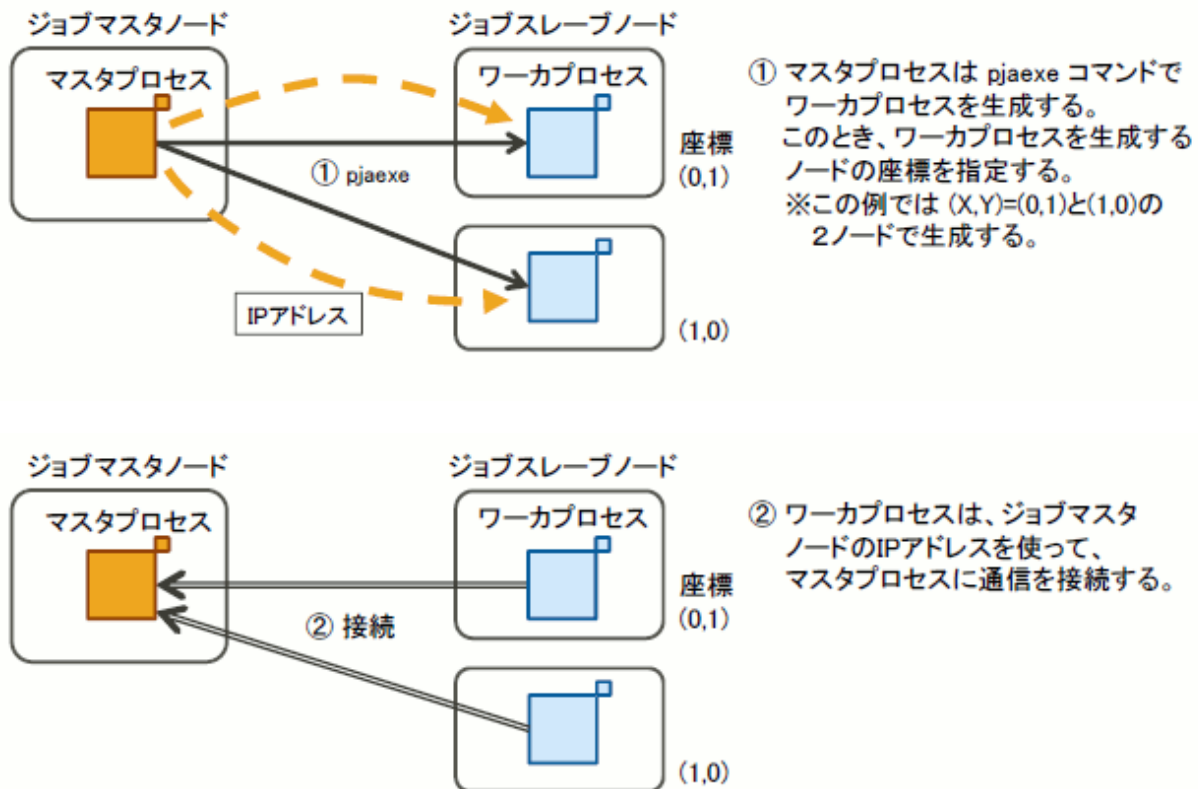 ジョブマスタノード
ジョブスレーブノード
マスタプロセス
ワーカプロセス
① pjaexe
IPアドレス
座標
(0,1)
(1,0)
① マスタプロセスは pjaexe コマンドで
ワーカプロセスを生成する。
このとき、ワーカプロセスを生成する
ノードの座標を指定する。
※この例では (X,Y)=(0,1)と(1,0)の
２ノードで生成する。
ジョブマスタノード
ジョブスレーブノード
マスタプロセス
ワーカプロセス
② 接続
座標
(0,1)
(1,0)
② ワーカプロセスは、ジョブマスタ
ノードのIPアドレスを使って、
マスタプロセスに通信を接続する。